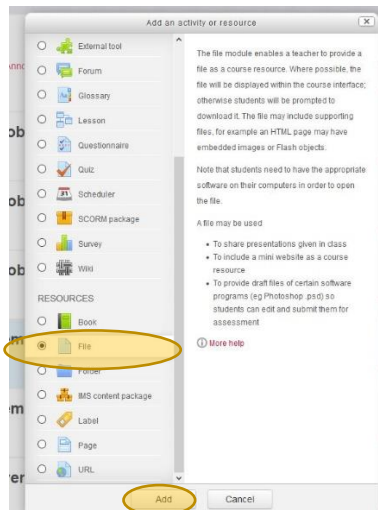 Add an activity or resource
External tool
Forum
Glossary
Lesson
Questionnaire
Quiz
Scheduler
SCORM package
Survey
Wiki
RESOURCES
Book
File
Folder
IMS content package
Label
Page
URL
The file module enables a teacher to provide a
file as a course resource. Where possible, the
file will be displayed within the course interface;
otherwise students will be prompted to
download it. The file may include supporting
files, for example an HTML page may have
embedded images or Flash objects.
Note that students need to have the appropriate
software on their computers in order to open
the file.
A file may be used
• To share presentations given in class
• To include a mini website as a course
resource
• To provide draft files of certain software
programs (eg Photoshop .psd) so
students can edit and submit them for
assessment
More help
Add
Cancel